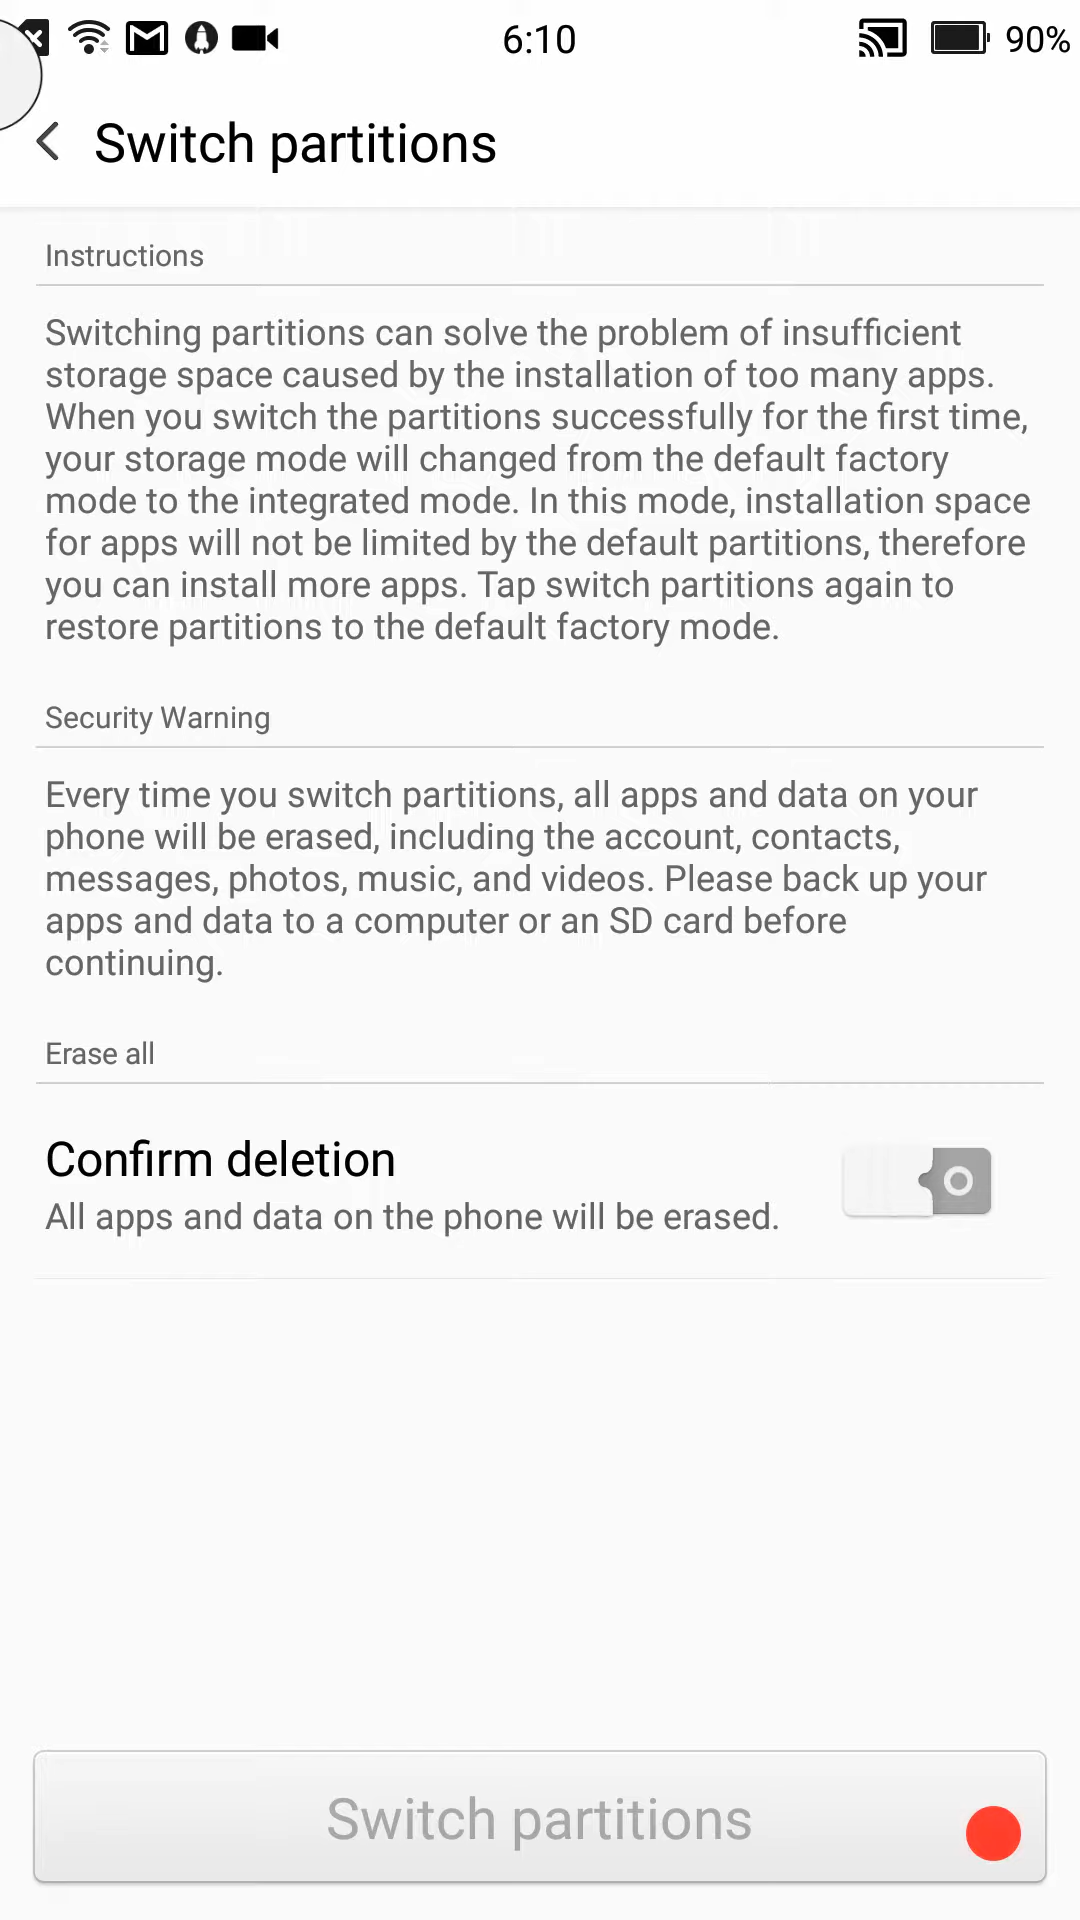 6:10
90%
Switch partitions
Instructions
Switching partitions can solve the problem of insufficient
storage space caused by the installation of too many apps.
When you switch the partitions successfully for the first time,
your storage mode will changed from the default factory
mode to the integrated mode. In this mode, installation space
for apps will not be limited by the default partitions, therefore
you can install more apps. Tap switch partitions again to
restore partitions to the default factory mode.
Security Warning
Every time you switch partitions, all apps and data on your
phone will be erased, including the account, contacts,
messages, photos, music, and videos. Please back up your
apps and data to a computer or an SD card before
continuing.
Erase all
Confirm deletion
All apps and data on the phone will be erased.
Switch partitions